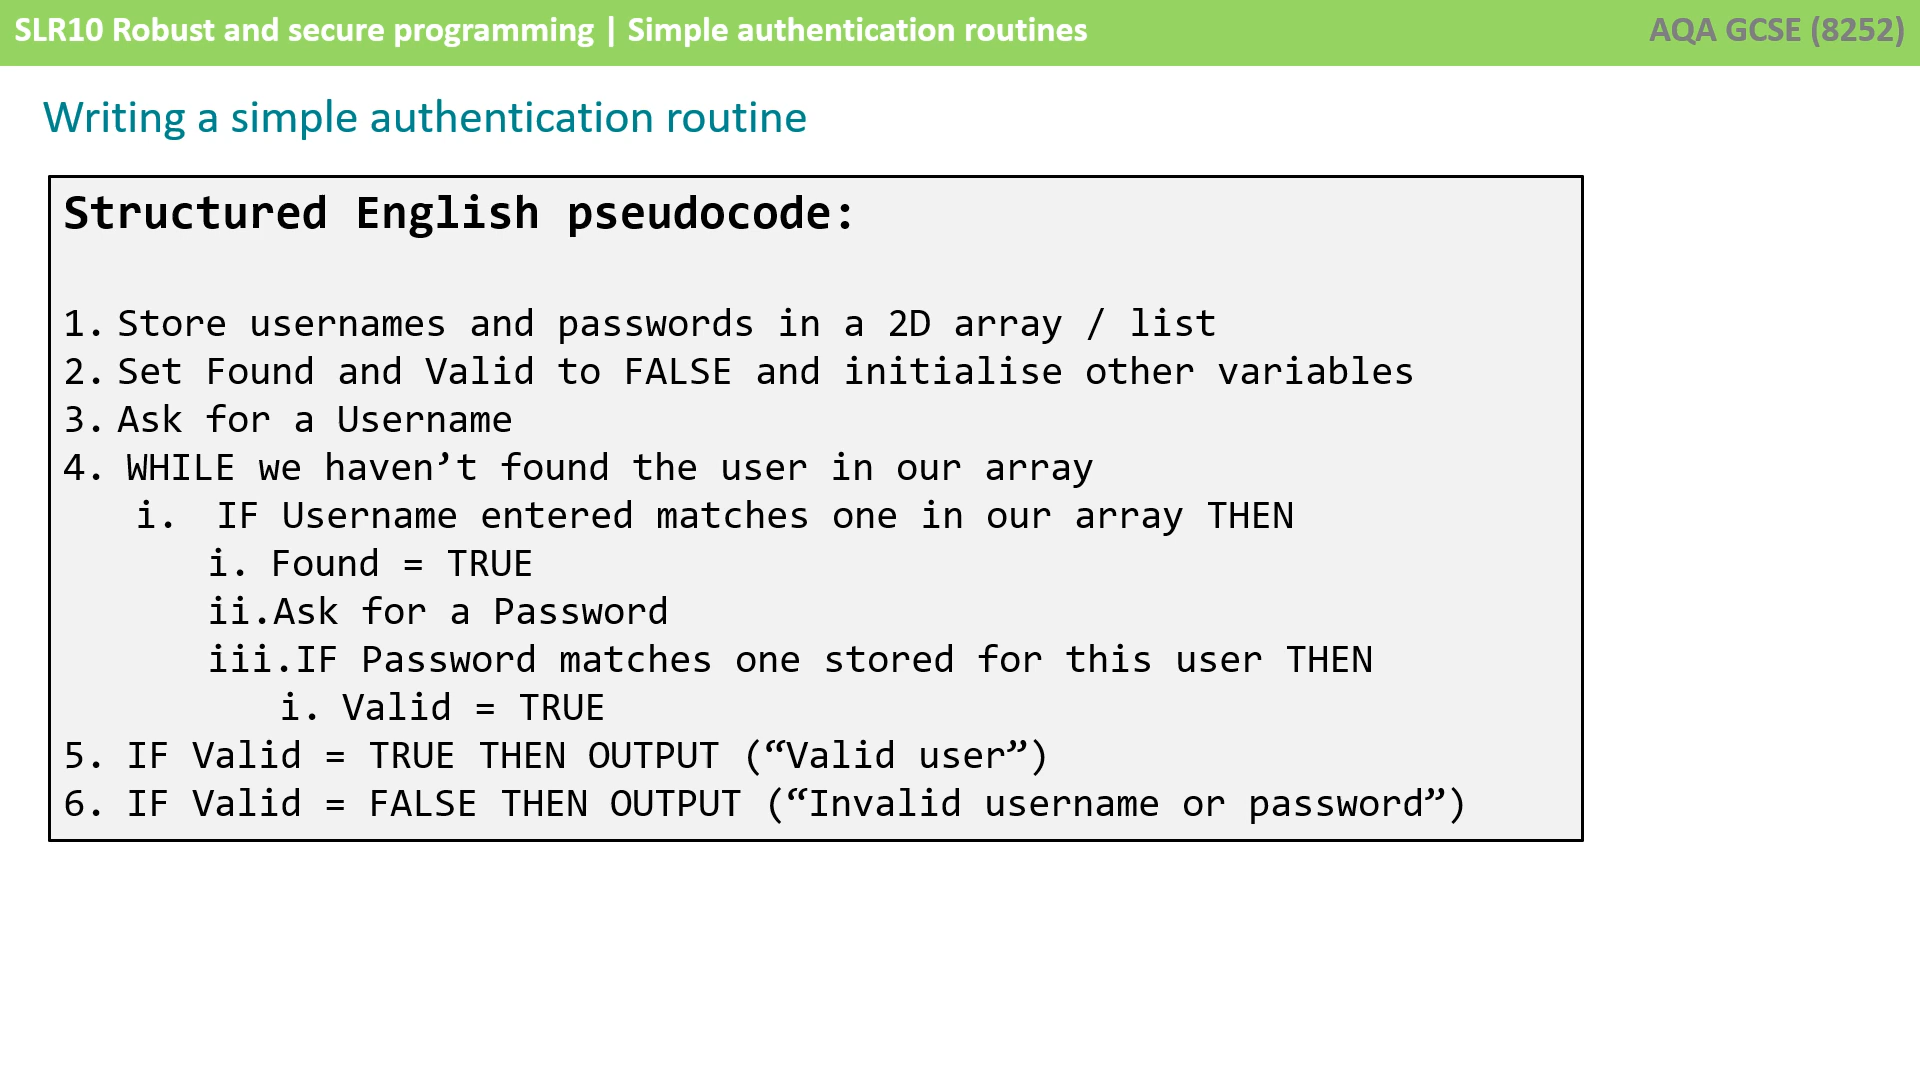 SLR10 Robust and secure programming | Simple authentication routines
AQA GCSE (8252)
Writing a simple authentication routine
Structured English pseudocode:
1. Store usernames and passwords in a 2D array / list
2. Set Found and Valid to FALSE and initialise other variables
3. Ask for a Username
4. WHILE we haven’t found the user in our array
i. IF Username entered matches one in our array THEN
i. Found = TRUE
ii.Ask for a Password
iii.IF Password matches one stored for this user THEN
i. Valid = TRUE
5. IF Valid = TRUE THEN OUTPUT (“Valid user”)
6. IF Valid = FALSE THEN OUTPUT (“Invalid username or password”)